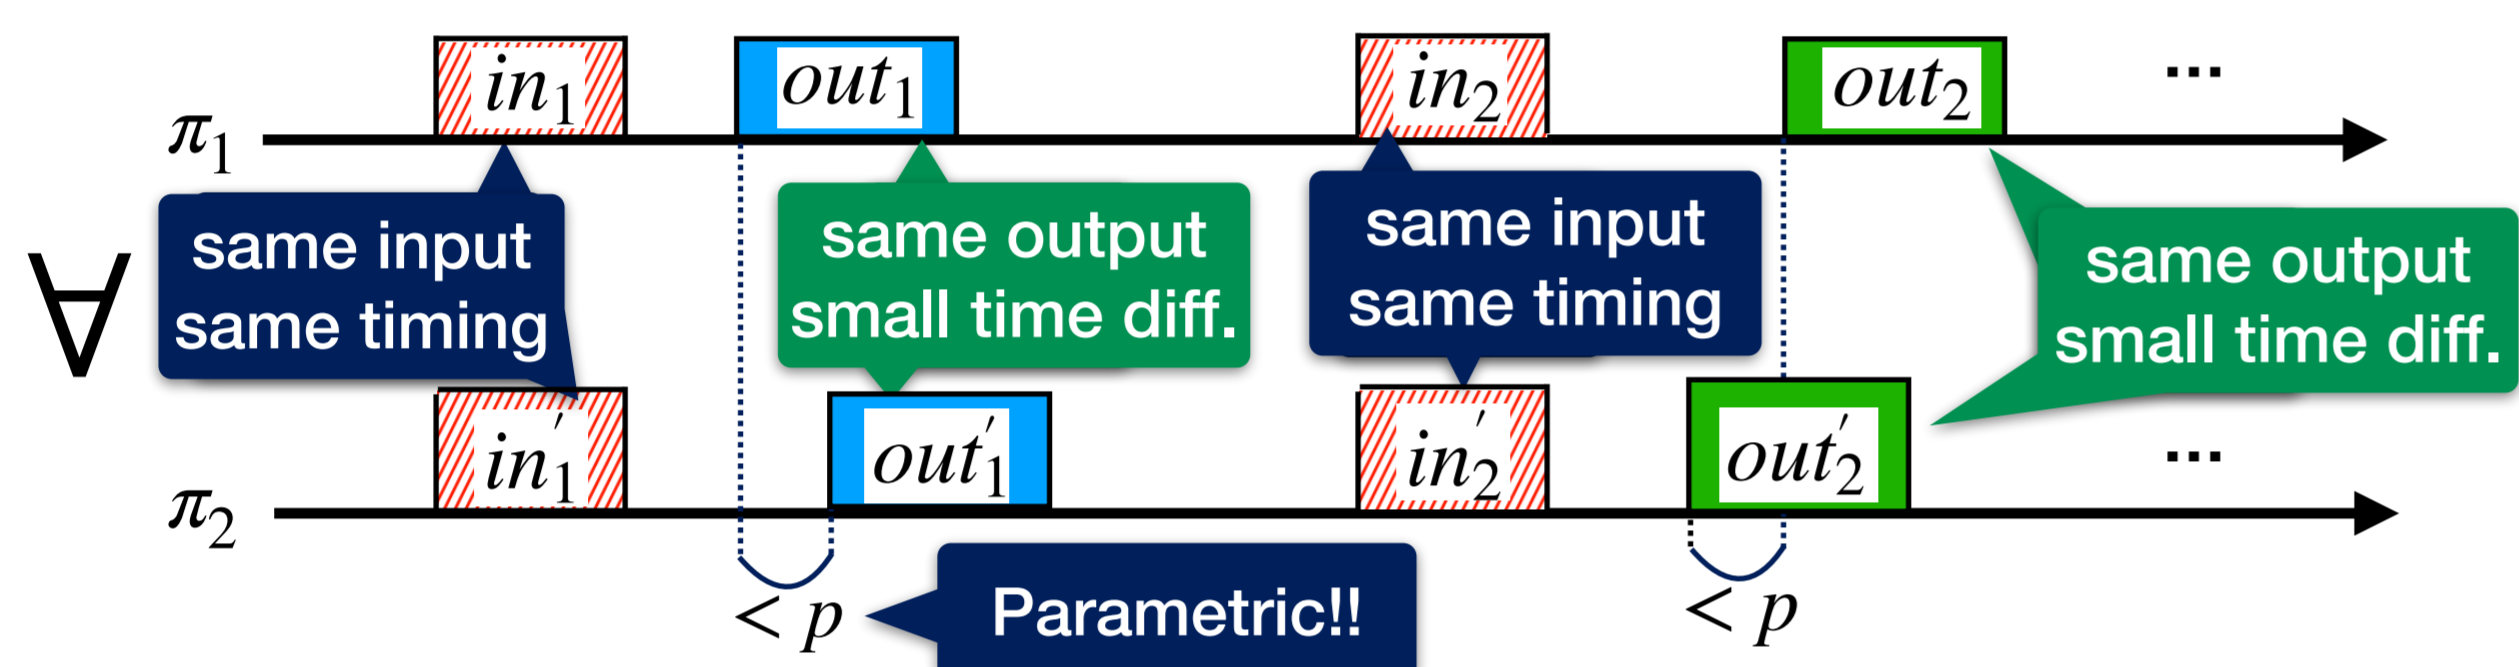 π₁ in₁ out₁ in₂ out₂ ...
same input
same timing
same output
small time diff.
same input
same timing
same output
small time diff.
∀
π₂ in₁′ out₁′ in₂′ out₂′ ...
< p
Parametric!!
< p